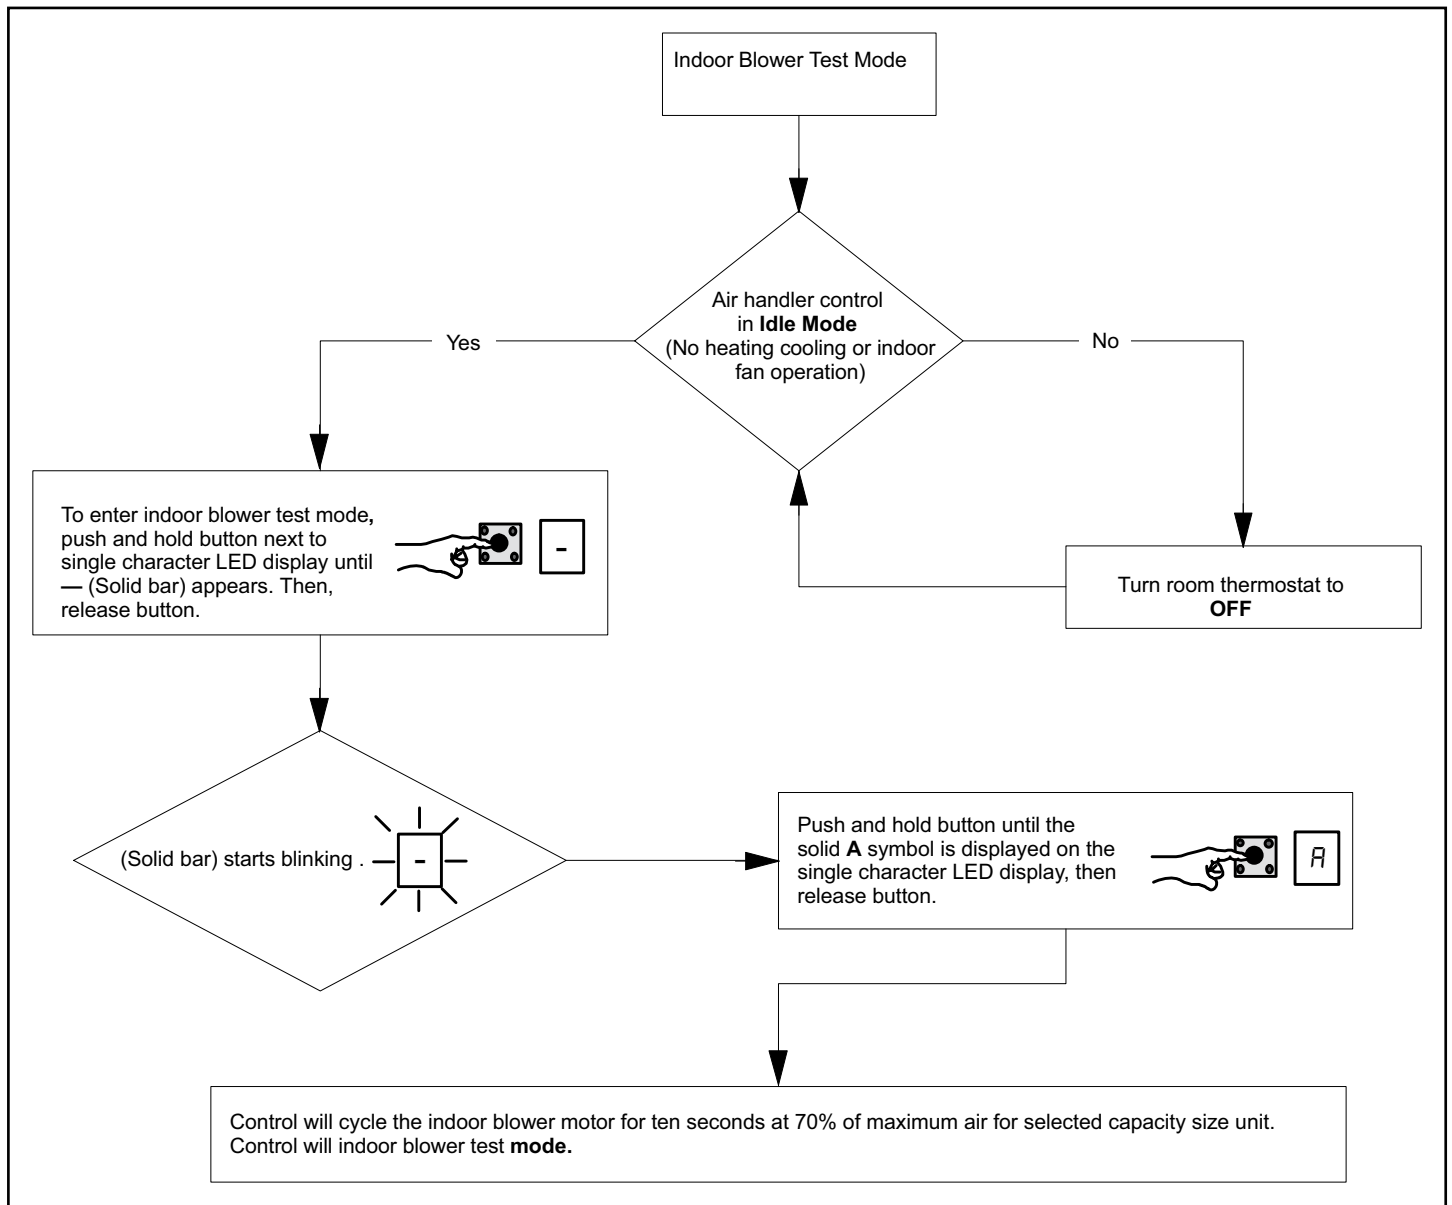 Indoor Blower Test Mode
Air handler control
in Idle Mode
(No heating cooling or indoor
fan operation)
Yes
No
To enter indoor blower test mode,
push and hold button next to
single character LED display until
— (Solid bar) appears. Then,
release button.
-
Turn room thermostat to
OFF
(Solid bar) starts blinking .
-
Push and hold button until the
solid A symbol is displayed on the
single character LED display, then
release button.
A
Control will cycle the indoor blower motor for ten seconds at 70% of maximum air for selected capacity size unit.
Control will indoor blower test mode.